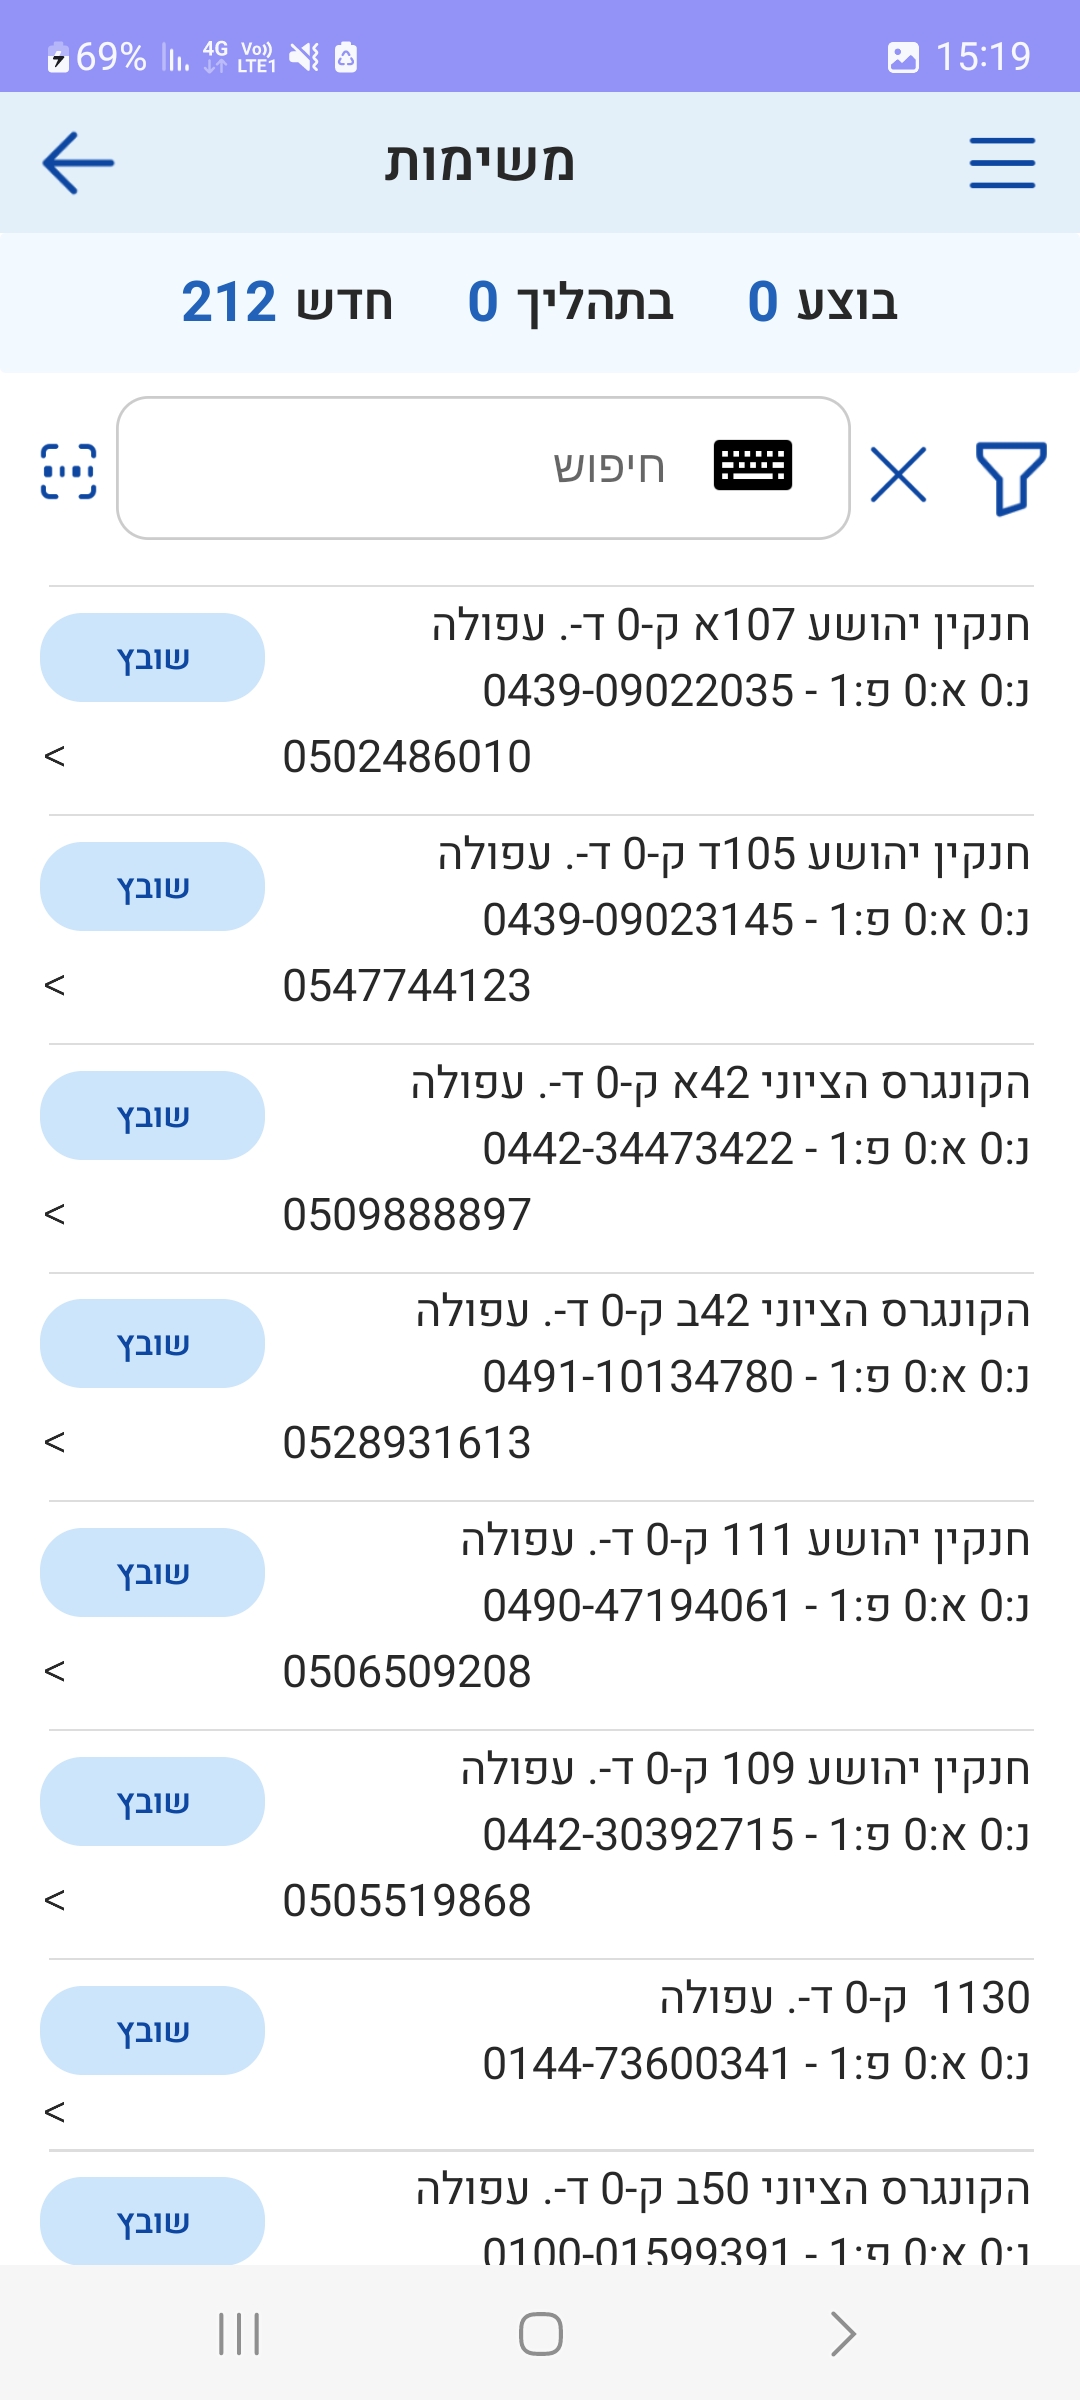 69% 4G Vo)) LTE1 15:19
משימות
בוצע 0 בתהליך 0 חדש 212
חיפוש
חנקין יהושע 107א ק-0 ד-. עפולה
שובץ
נ:0 א:0 פ:1 - 0439-09022035
0502486010
<
חנקין יהושע 105ד ק-0 ד-. עפולה
שובץ
נ:0 א:0 פ:1 - 0439-09023145
0547744123
<
הקונגרס הציוני 42א ק-0 ד-. עפולה
שובץ
נ:0 א:0 פ:1 - 0442-34473422
0509888897
<
הקונגרס הציוני 42ב ק-0 ד-. עפולה
שובץ
נ:0 א:0 פ:1 - 0491-10134780
0528931613
<
חנקין יהושע 111 ק-0 ד-. עפולה
שובץ
נ:0 א:0 פ:1 - 0490-47194061
0506509208
<
חנקין יהושע 109 ק-0 ד-. עפולה
שובץ
נ:0 א:0 פ:1 - 0442-30392715
0505519868
<
1130 ק-0 ד-. עפולה
שובץ
נ:0 א:0 פ:1 - 0144-73600341
<
הקונגרס הציוני 50ב ק-0 ד-. עפולה
שובץ
נ:0 א:0 פ:1 - 0100-01599391